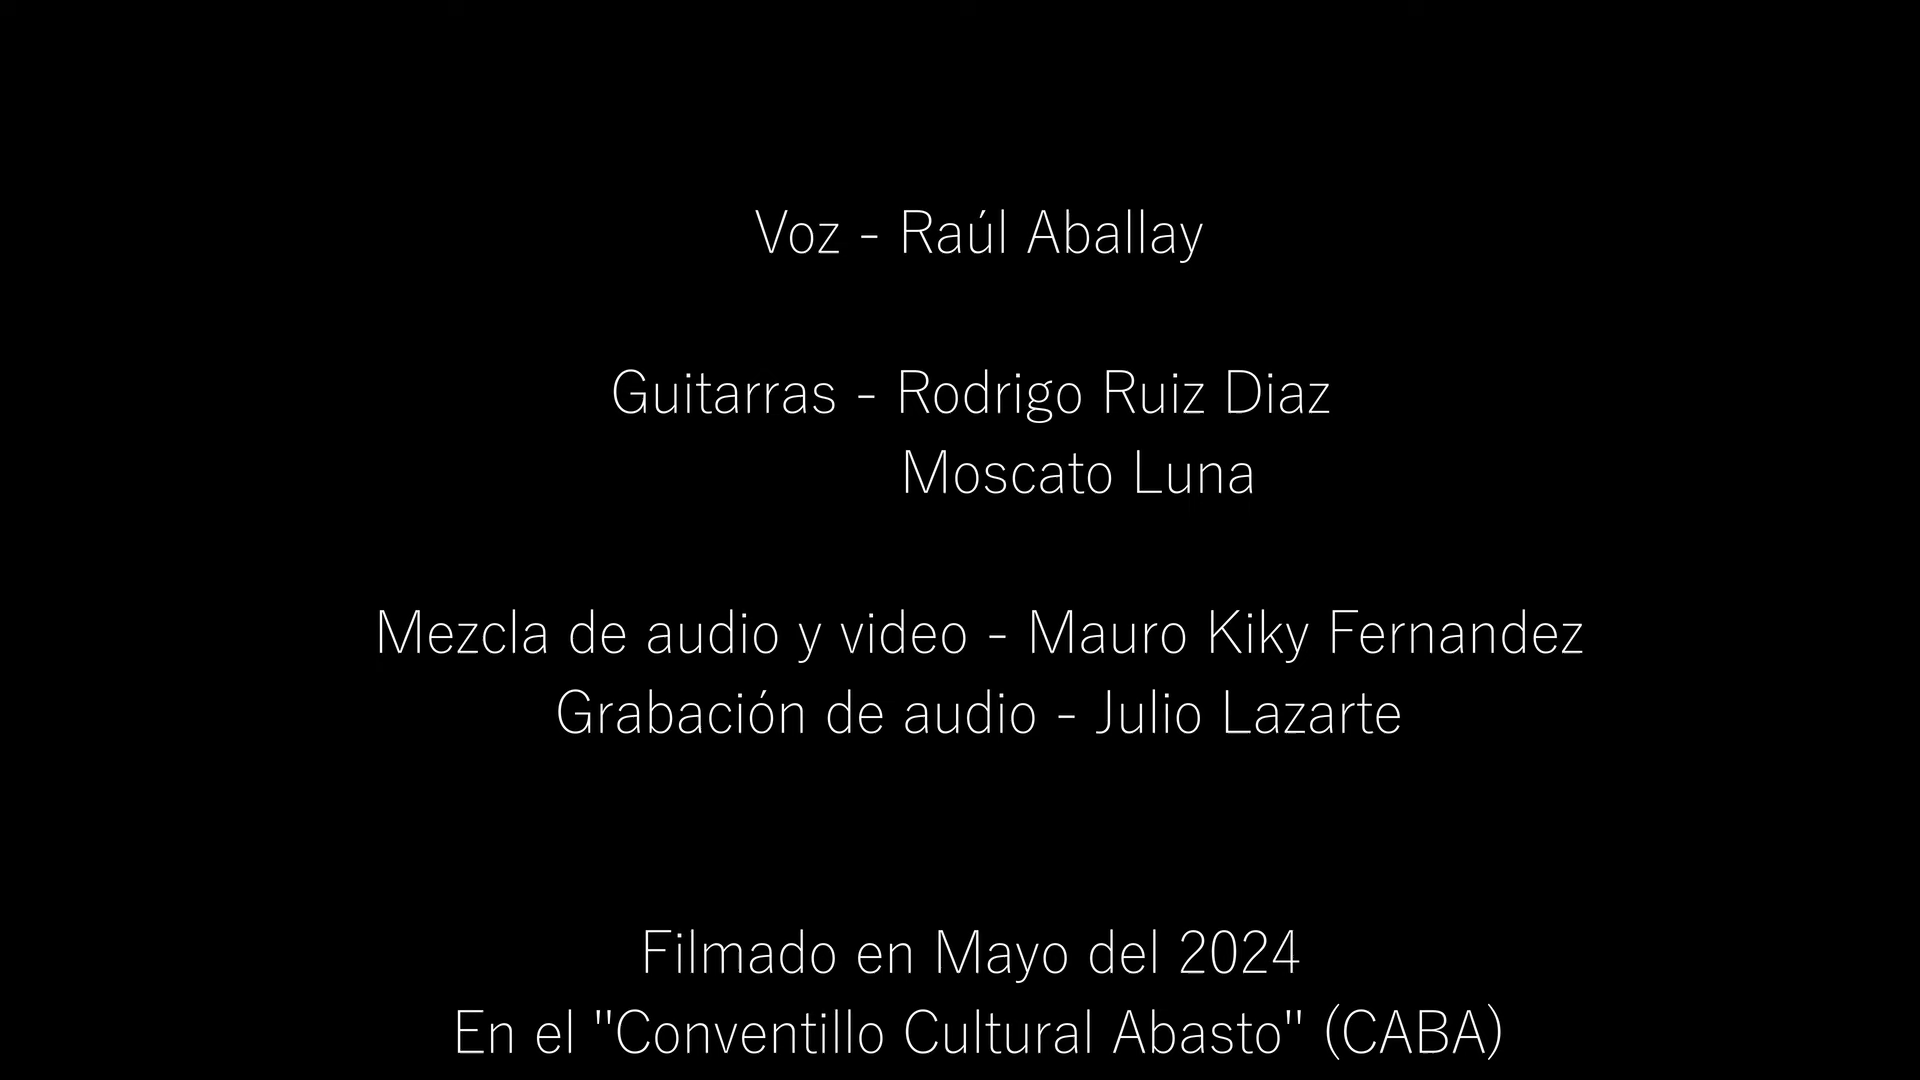 Voz - Raúl Aballay
Guitarras - Rodrigo Ruiz Diaz
Moscato Luna
Mezcla de audio y video - Mauro Kiky Fernandez
Grabación de audio - Julio Lazarte
Filmado en Mayo del 2024
En el "Conventillo Cultural Abasto" (CABA)